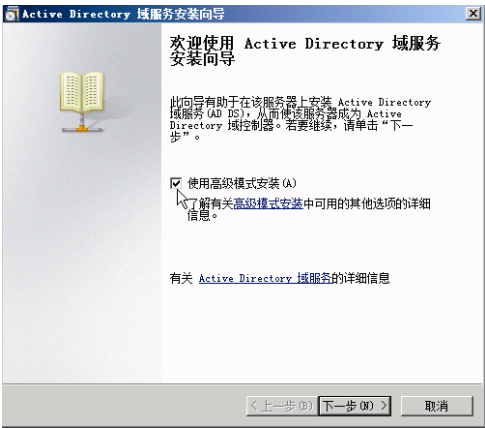 Active Directory 域服务安装向导
欢迎使用 Active Directory 域服务
安装向导
此向导有助于在该服务器上安装 Active Directory
域服务(AD DS)，从而使该服务器成为 Active
Directory 域控制器。若要继续，请单击“下一
步”。
使用高级模式安装(A)
了解有关高级模式安装中可用的其他选项的详细
信息。
有关 Active Directory 域服务的详细信息
< 上一步(B) 下一步(N) > 取消